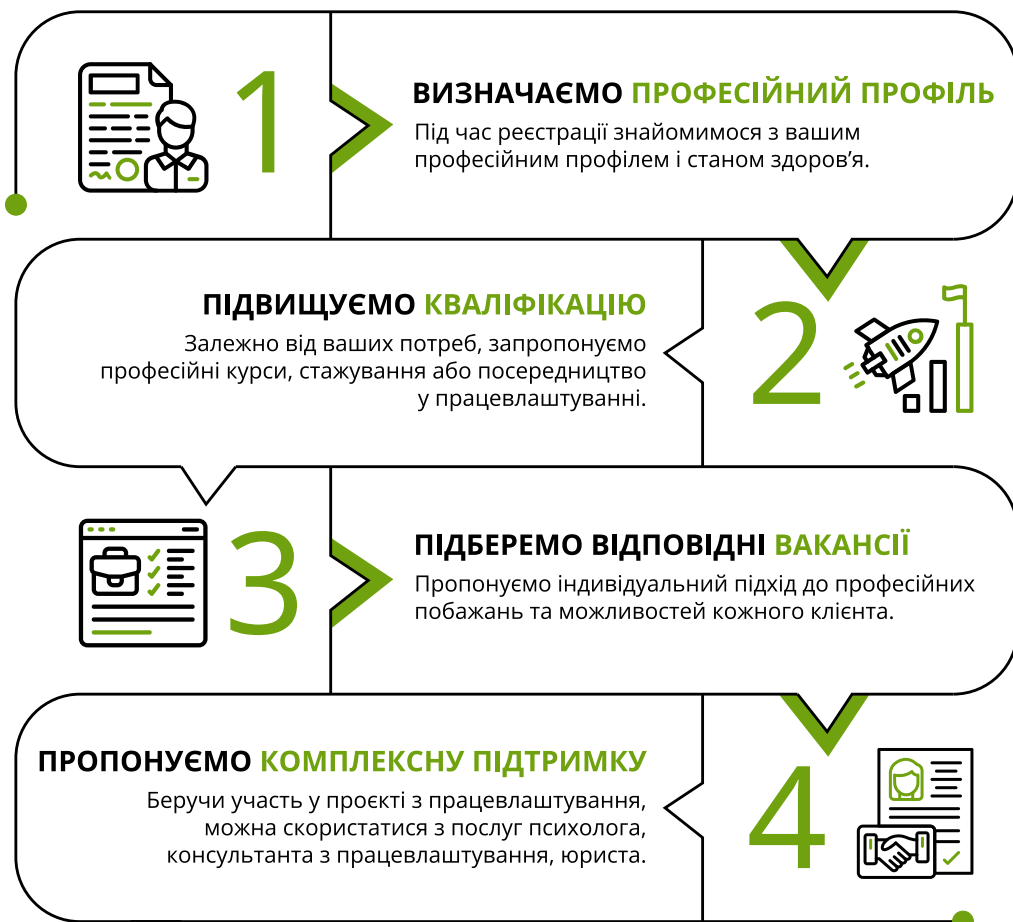 1
ВИЗНАЧАЄМО ПРОФЕСІЙНИЙ ПРОФІЛЬ
Під час реєстрації знайомимося з вашим
професійним профілем і станом здоров’я.
ПІДВИЩУЄМО КВАЛІФІКАЦІЮ
Залежно від ваших потреб, запропонуємо
професійні курси, стажування або посередництво
у працевлаштуванні.
2
3
ПІДБЕРЕМО ВІДПОВІДНІ ВАКАНСІЇ
Пропонуємо індивідуальний підхід до професійних
побажань та можливостей кожного клієнта.
ПРОПОНУЄМО КОМПЛЕКСНУ ПІДТРИМКУ
Беручи участь у проєкті з працевлаштування,
можна скористатися з послуг психолога,
консультанта з працевлаштування, юриста.
4